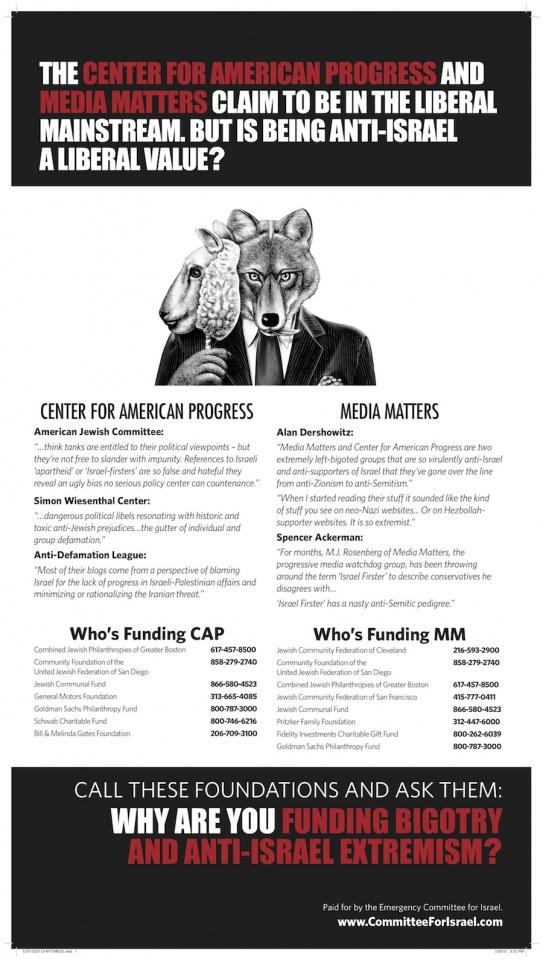 THE CENTER FOR AMERICAN PROGRESS AND
MEDIA MATTERS CLAIM TO BE IN THE LIBERAL
MAINSTREAM. BUT IS BEING ANTI-ISRAEL
A LIBERAL VALUE?
CENTER FOR AMERICAN PROGRESS
American Jewish Committee:
“...think tanks are entitled to their political viewpoints – but
they’re not free to slander with impunity. References to Israeli
‘apartheid’ or ‘Israel-firsters’ are so false and hateful they
reveal an ugly bias no serious policy center can countenance.”
Simon Wiesenthal Center:
“...dangerous political libels resonating with historic and
toxic anti-Jewish prejudices...the gutter of individual and
group defamation.”
Anti-Defamation League:
“Most of their blogs come from a perspective of blaming
Israel for the lack of progress in Israeli-Palestinian affairs and
minimizing or rationalizing the Iranian threat.”
MEDIA MATTERS
Alan Dershowitz:
“Media Matters and Center for American Progress are two
extremely left-bigoted groups that are so virulently anti-Israel
and anti-supporters of Israel that they’ve gone over the line
from anti-Zionism to anti-Semitism.”
“When I started reading their stuff it sounded like the kind
of stuff you see on neo-Nazi websites... Or on Hezbollah-
supporter websites. It is so extremist.”
Spencer Ackerman:
“For months, M.J. Rosenberg of Media Matters, the
progressive media watchdog group, has been throwing
around the term ‘Israel Firster’ to describe conservatives he
disagrees with...
‘Israel Firster’ has a nasty anti-Semitic pedigree.”
Who’s Funding CAP
Combined Jewish Philanthropies of Greater Boston 617-457-8500
Community Foundation of the 858-279-2740
United Jewish Federation of San Diego
Jewish Communal Fund 866-580-4523
General Motors Foundation 313-665-4085
Goldman Sachs Philanthropy Fund 800-787-3000
Schwab Charitable Fund 800-746-6216
Bill & Melinda Gates Foundation 206-709-3100
Who’s Funding MM
Jewish Community Federation of Cleveland 216-593-2900
Community Foundation of the 858-279-2740
United Jewish Federation of San Diego
Combined Jewish Philanthropies of Greater Boston 617-457-8500
Jewish Community Federation of San Francisco 415-777-0411
Jewish Communal Fund 866-580-4523
Pritzker Family Foundation 312-447-6000
Fidelity Investments Charitable Gift Fund 800-262-6039
Goldman Sachs Philanthropy Fund 800-787-3000
CALL THESE FOUNDATIONS AND ASK THEM:
WHY ARE YOU FUNDING BIGOTRY
AND ANTI-ISRAEL EXTREMISM?
Paid for by the Emergency Committee for Israel.
www.CommitteeForIsrael.com